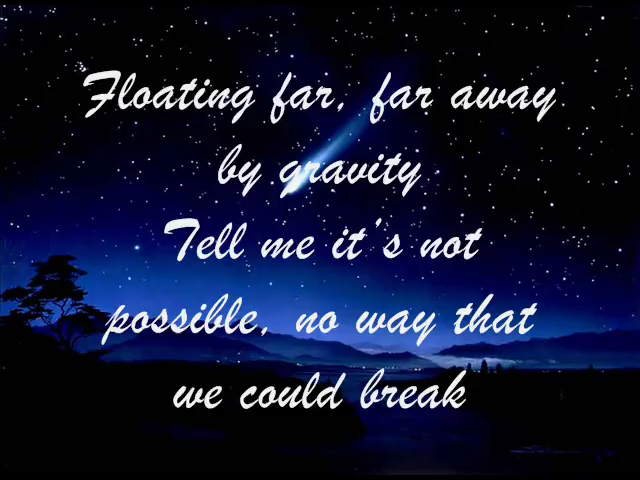 Floating far, far away
by gravity
Tell me it's not
possible, no way that
we could break